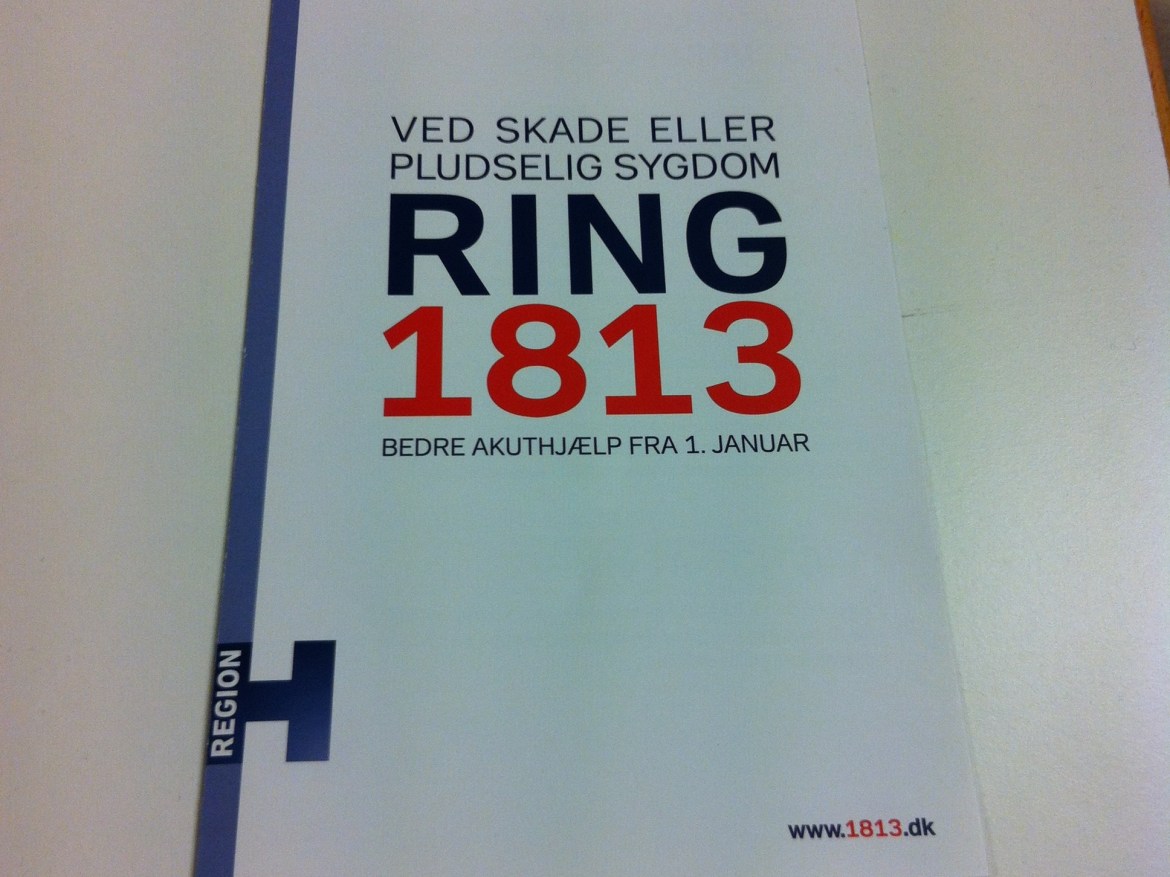 VED SKADE ELLER
PLUDSELIG SYGDOM
RING
1813
BEDRE AKUTHJÆLP FRA 1. JANUAR
REGION
H
www.1813.dk